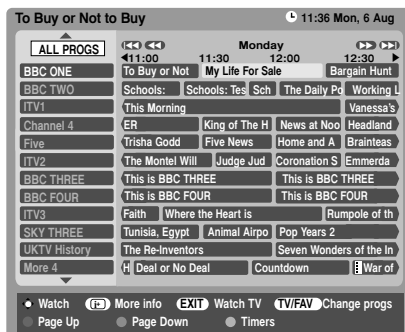 To Buy or Not to Buy 11:36 Mon, 6 Aug
ALL PROGS Monday
11:00 11:30 12:00 12:30
BBC ONE To Buy or Not My Life For Sale Bargain Hunt
BBC TWO Schools: Schools: Tes Sch The Daily Po Working L
ITV1 This Morning Vanessa's
Channel 4 ER King of The H News at Noo Headland
Five Trisha Godd Five News Home and A Brainteas
ITV2 The Montel Will Judge Jud Coronation S Emmerda
BBC THREE This is BBC THREE This is BBC THREE
BBC FOUR This is BBC FOUR This is BBC FOUR
ITV3 Faith Where the Heart is Rumpole of th
SKY THREE Tunisia, Egypt Animal Airpo Pop Years 2
UKTV History The Re-Inventors Seven Wonders of the In
More 4 H Deal or No Deal Countdown War of
Watch i+ More info EXIT Watch TV TV/FAV Change progs
Page Up Page Down Timers